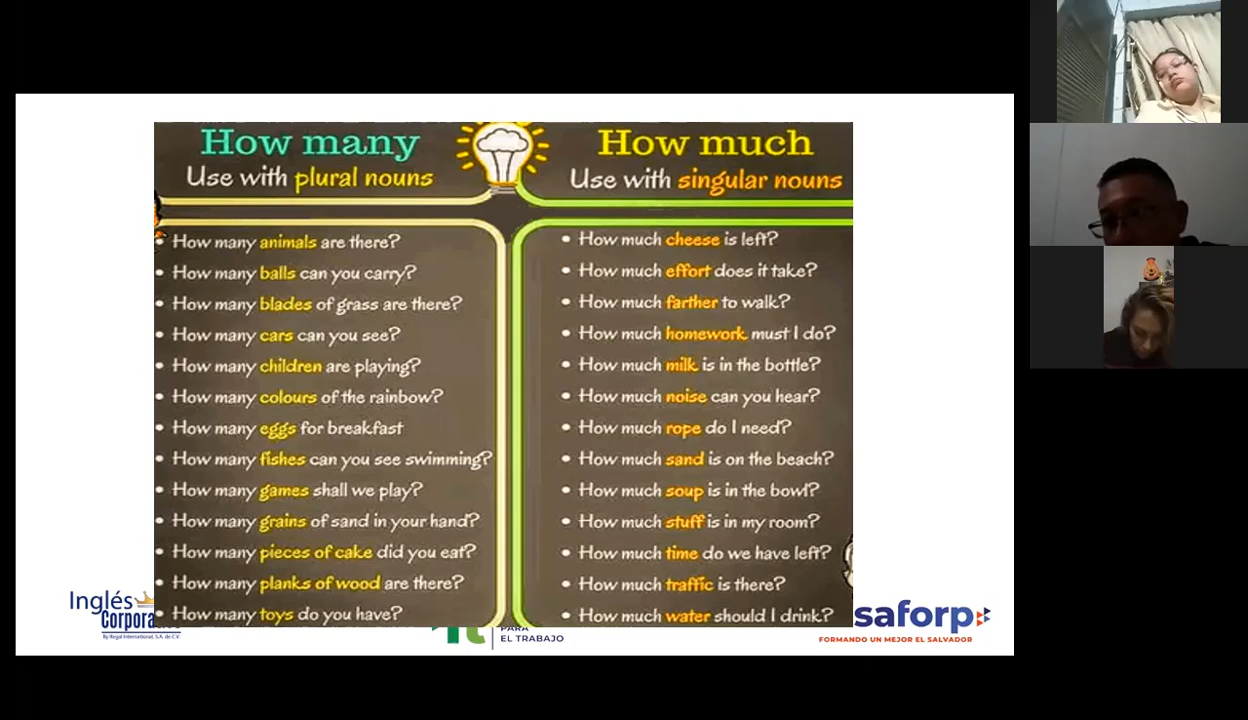 How many
Use with plural nouns
How many animals are there?
How many balls can you carry?
How many blades of grass are there?
How many cars can you see?
How many children are playing?
How many colours of the rainbow?
How many eggs for breakfast
How many fishes can you see swimming?
How many games shall we play?
How many grains of sand in your hand?
How many pieces of cake did you eat?
How many planks of wood are there?
How many toys do you have?
How much
Use with singular nouns
How much cheese is left?
How much effort does it take?
How much farther to walk?
How much homework must I do?
How much milk is in the bottle?
How much noise can you hear?
How much rope do I need?
How much sand is on the beach?
How much soup is in the bowl?
How much stuff is in my room?
How much time do we have left?
How much traffic is there?
How much water should I drink?
Inglés
Corpora
By Regal International, S.A. de C.V.
PARA
EL TRABAJO
saforp
FORMANDO UN MEJOR EL SALVADOR